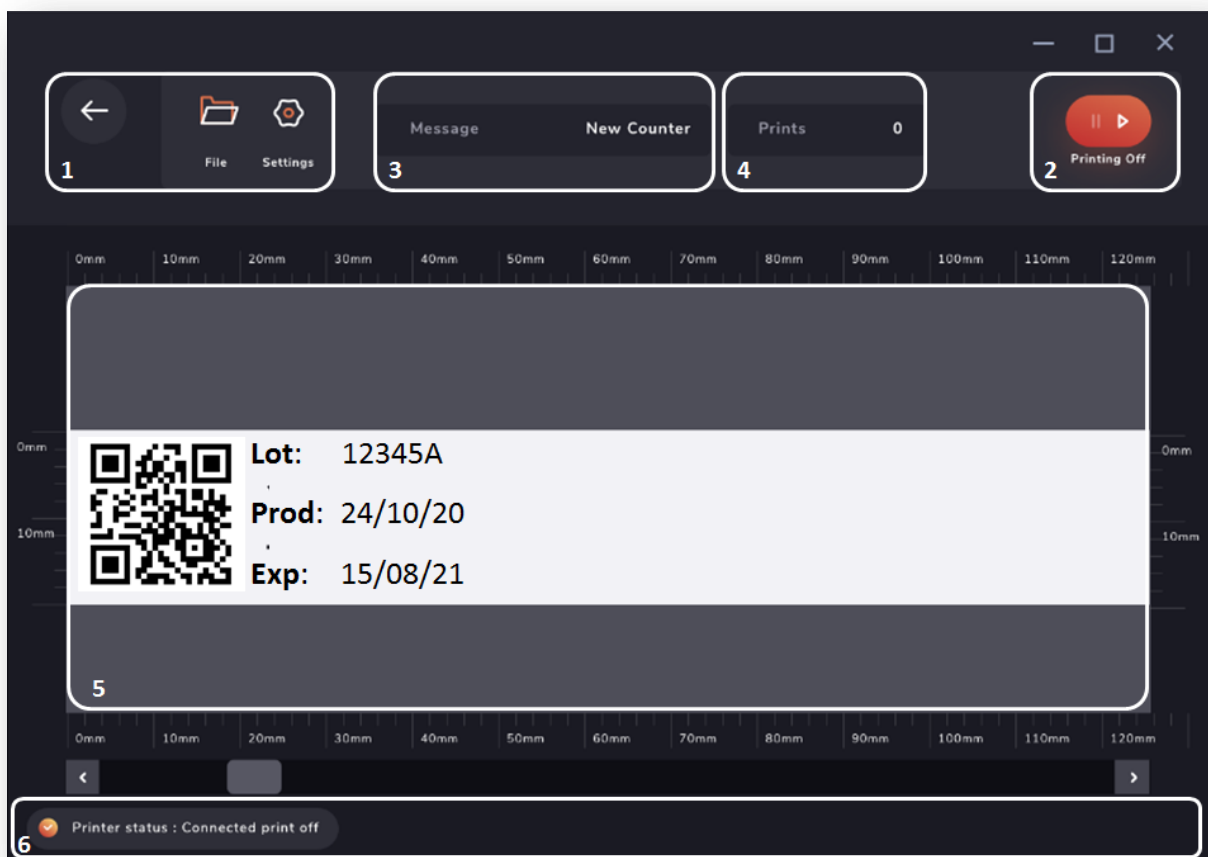 File
Settings
1
Message New Counter
3
Prints 0
4
Printing Off
2
0mm 10mm 20mm 30mm 40mm 50mm 60mm 70mm 80mm 90mm 100mm 110mm 120mm
0mm 0mm
10mm 10mm
Lot: 12345A
Prod: 24/10/20
Exp: 15/08/21
5
0mm 10mm 20mm 30mm 40mm 50mm 60mm 70mm 80mm 90mm 100mm 110mm 120mm
Printer status : Connected print off
6